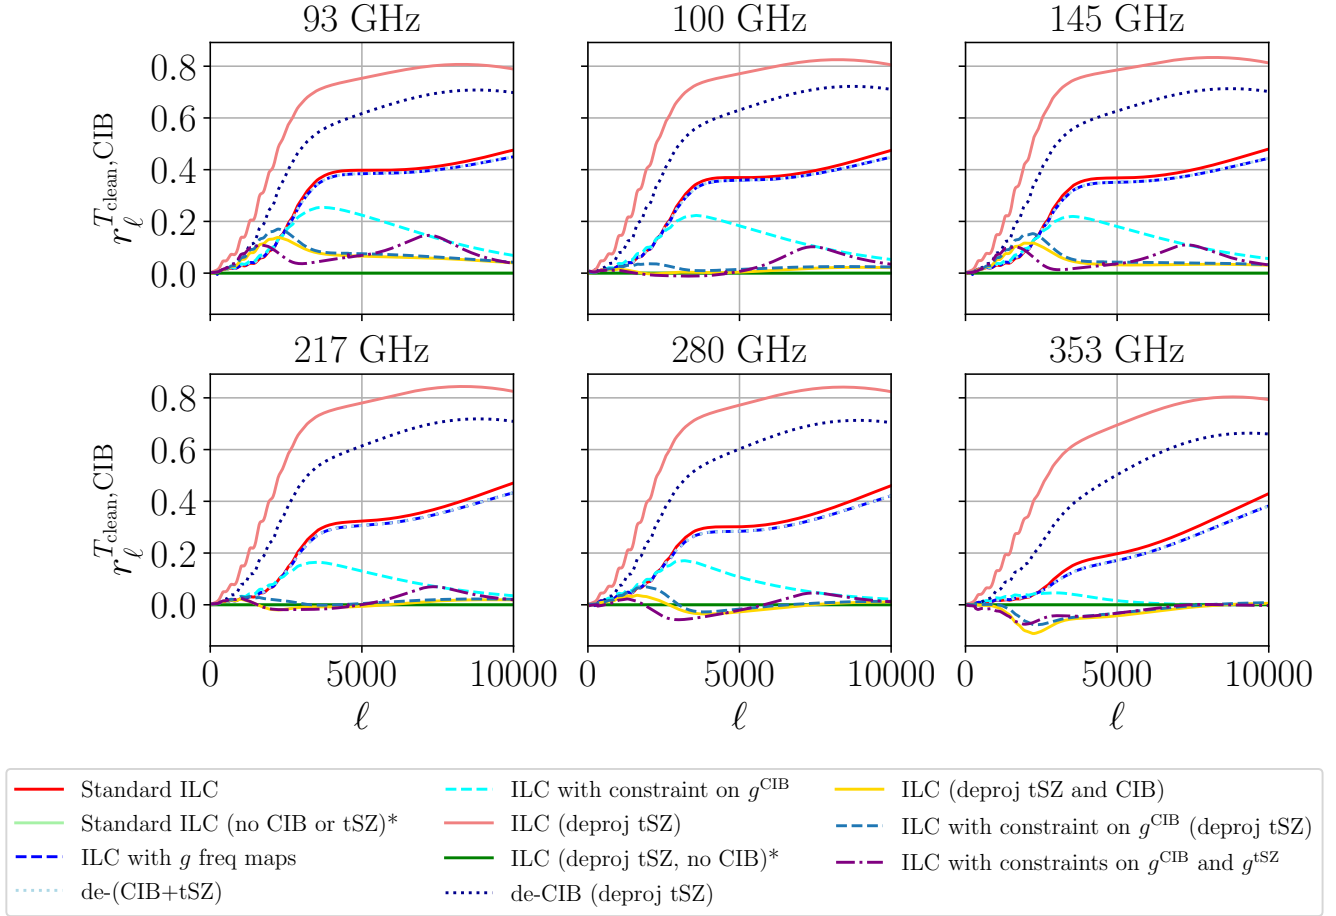 93 GHz
100 GHz
145 GHz
r_ℓ^{T_clean, CIB}
0.8
0.6
0.4
0.2
0.0
217 GHz
280 GHz
353 GHz
r_ℓ^{T_clean, CIB}
0.8
0.6
0.4
0.2
0.0
0 5000 10000
0 5000 10000
0 5000 10000
ℓ
ℓ
ℓ
Standard ILC
Standard ILC (no CIB or tSZ)*
ILC with g freq maps
de-(CIB+tSZ)
ILC with constraint on g^CIB
ILC (deproj tSZ)
ILC (deproj tSZ, no CIB)*
de-CIB (deproj tSZ)
ILC (deproj tSZ and CIB)
ILC with constraint on g^CIB (deproj tSZ)
ILC with constraints on g^CIB and g^tSZ